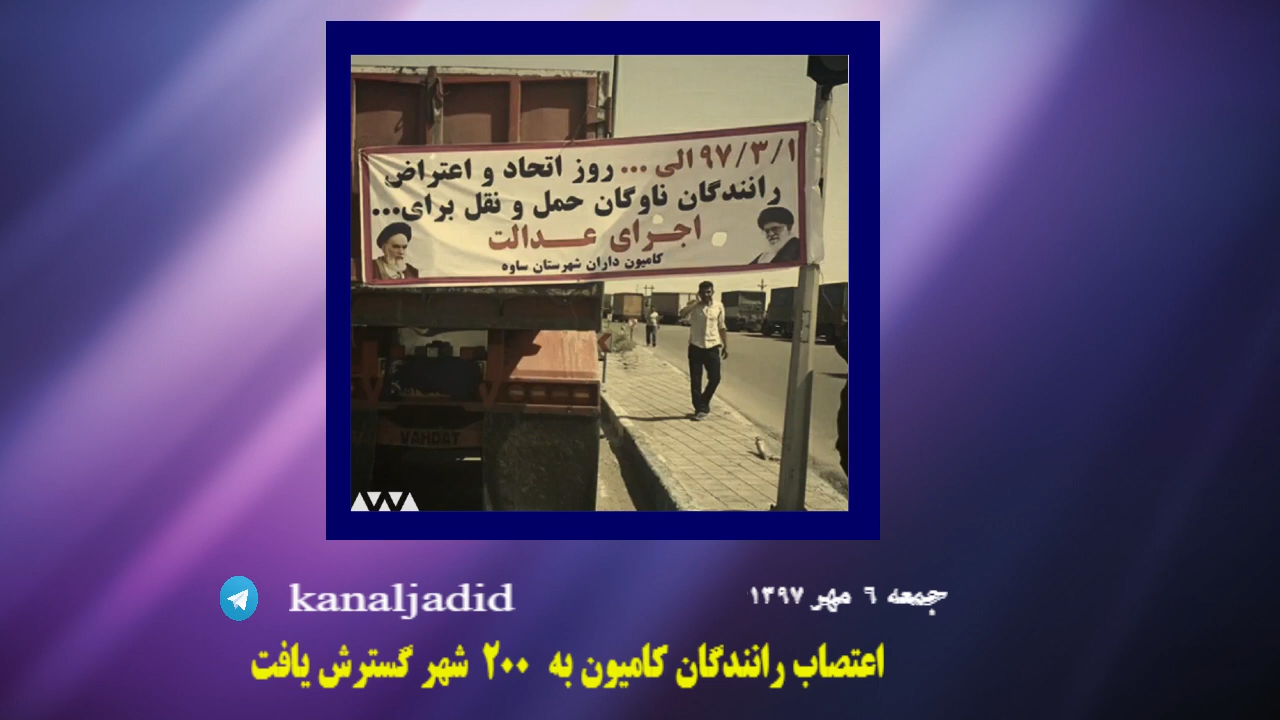 ۹۷/۳/۱ الی ... روز اتحاد و اعتراض
رانندگان ناوگان حمل و نقل برای...
اجرای عدالت
کامیون داران شهرستان ساوه
VAHDAT
kanaljadid
جمعه ۶ مهر ۱۳۹۷
اعتصاب رانندگان کامیون به ۲۰۰ شهر گسترش یافت